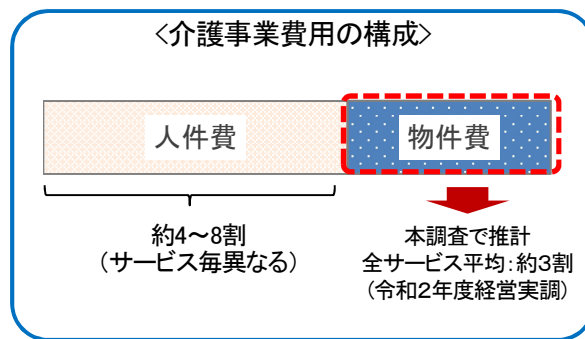 <介護事業費用の構成>
人件費
物件費
約4～8割
（サービス毎異なる）
本調査で推計
全サービス平均：約３割
（令和２年度経営実調）